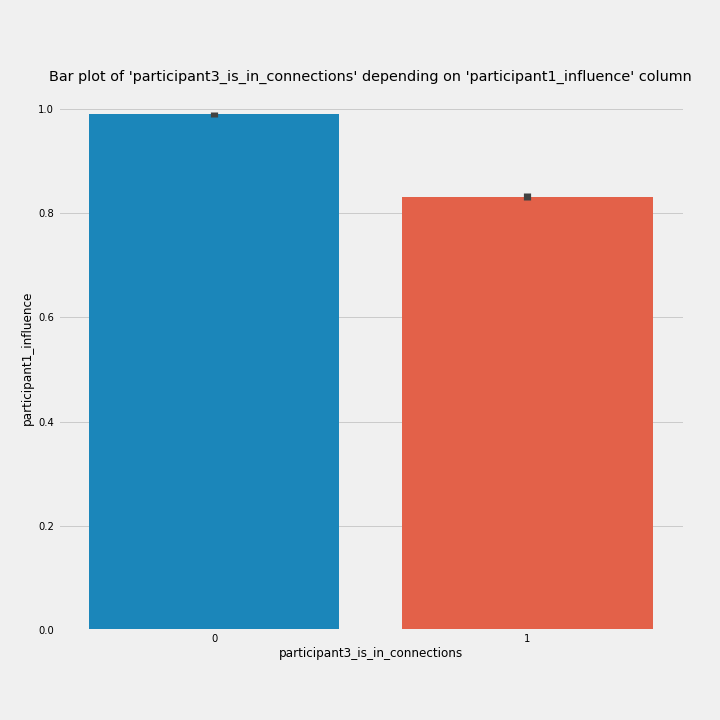 Bar plot of 'participant3_is_in_connections' depending on 'participant1_influence' column
1.0
0.8
0.6
0.4
0.2
0.0
participant1_influence
0
1
participant3_is_in_connections